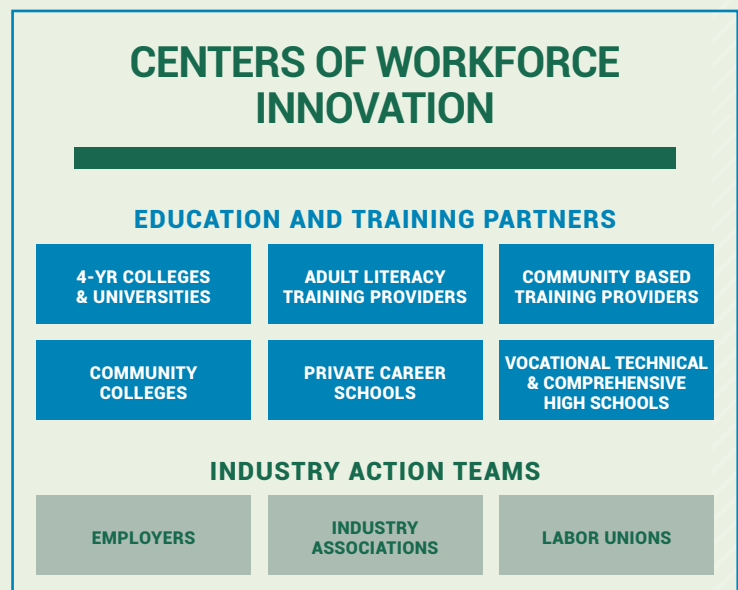 CENTERS OF WORKFORCE
INNOVATION
EDUCATION AND TRAINING PARTNERS
4-YR COLLEGES
& UNIVERSITIES
ADULT LITERACY
TRAINING PROVIDERS
COMMUNITY BASED
TRAINING PROVIDERS
COMMUNITY
COLLEGES
PRIVATE CAREER
SCHOOLS
VOCATIONAL TECHNICAL
& COMPREHENSIVE
HIGH SCHOOLS
INDUSTRY ACTION TEAMS
EMPLOYERS
INDUSTRY
ASSOCIATIONS
LABOR UNIONS